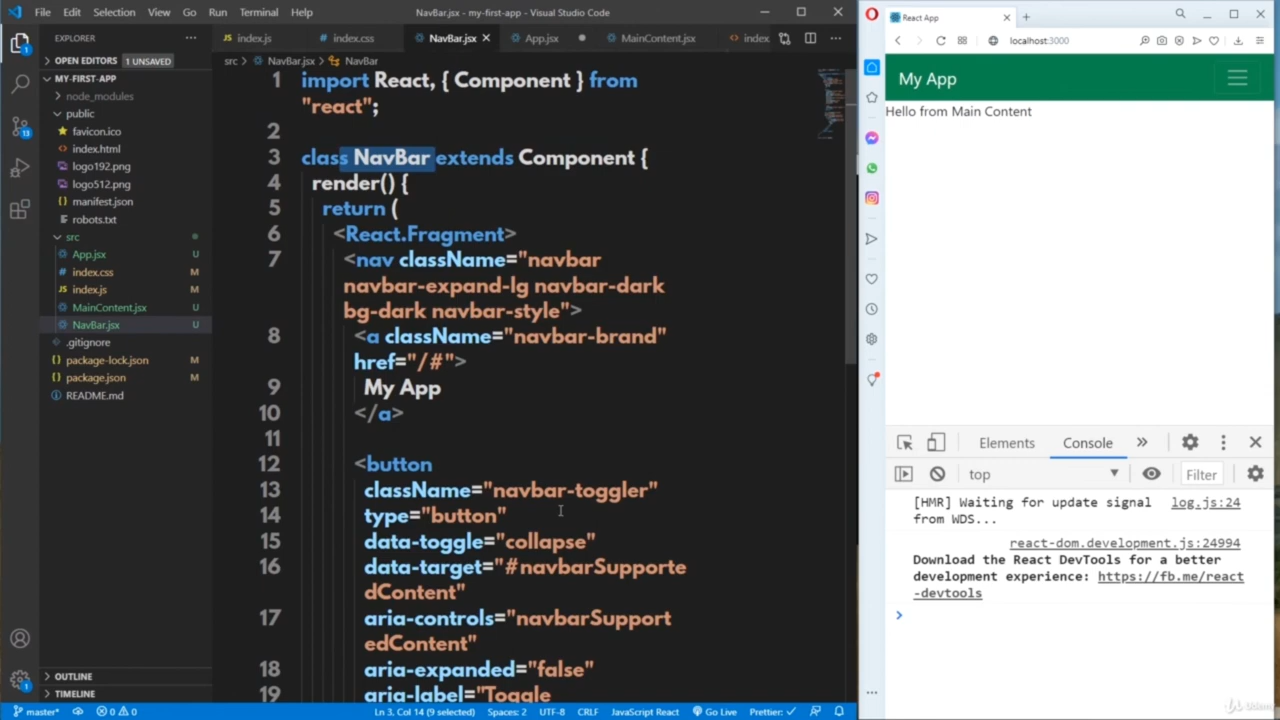 File Edit Selection View Go Run Terminal Help
NavBar.jsx - my-first-app - Visual Studio Code
EXPLORER
OPEN EDITORS 1 UNSAVED
MY-FIRST-APP
node_modules
public
favicon.ico
index.html
logo192.png
logo512.png
manifest.json
robots.txt
src
App.jsx U
index.css M
index.js M
MainContent.jsx U
NavBar.jsx U
.gitignore
package-lock.json M
package.json M
README.md
OUTLINE
TIMELINE
1
13
1
index.js index.css NavBar.jsx App.jsx MainContent.jsx index
src > NavBar.jsx > NavBar
1 import React, { Component } from
"react";
2
3 class NavBar extends Component {
4 render() {
5 return (
6 <React.Fragment>
7 <nav className="navbar
navbar-expand-lg navbar-dark
bg-dark navbar-style">
8 <a className="navbar-brand"
href="/#">
9 My App
10 </a>
11
12 <button
13 className="navbar-toggler"
14 type="button"
15 data-toggle="collapse"
16 data-target="#navbarSupporte
dContent"
17 aria-controls="navbarSupport
edContent"
18 aria-expanded="false"
19 aria-label="Toggle
master* 0 0 Ln 3, Col 14 (9 selected) Spaces: 2 UTF-8 CRLF JavaScript React Go Live Prettier: ✓
React App
localhost:3000
My App
Hello from Main Content
Elements Console
top Filter
[HMR] Waiting for update signal log.js:24
from WDS...
react-dom.development.js:24994
Download the React DevTools for a better
development experience: https://fb.me/react
-devtools
Udemy